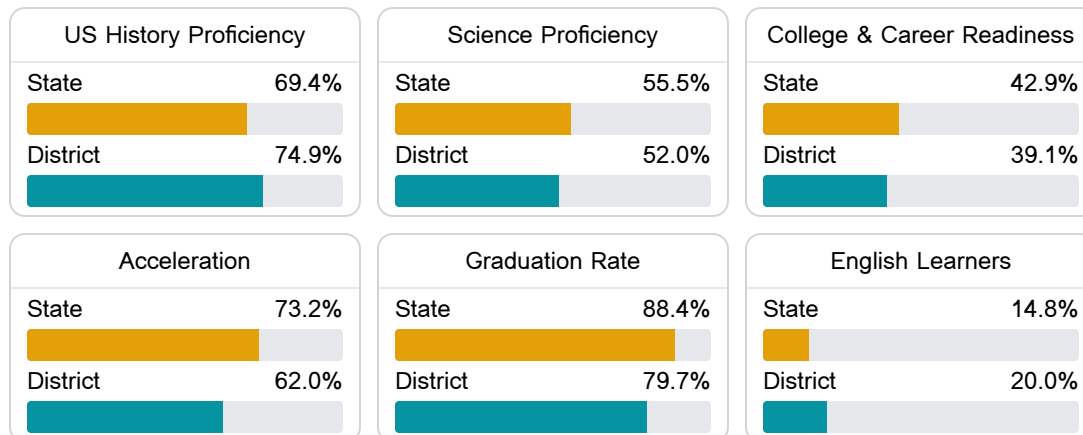 US History Proficiency
State 69.4%
District 74.9%
Science Proficiency
State 55.5%
District 52.0%
College & Career Readiness
State 42.9%
District 39.1%
Acceleration
State 73.2%
District 62.0%
Graduation Rate
State 88.4%
District 79.7%
English Learners
State 14.8%
District 20.0%